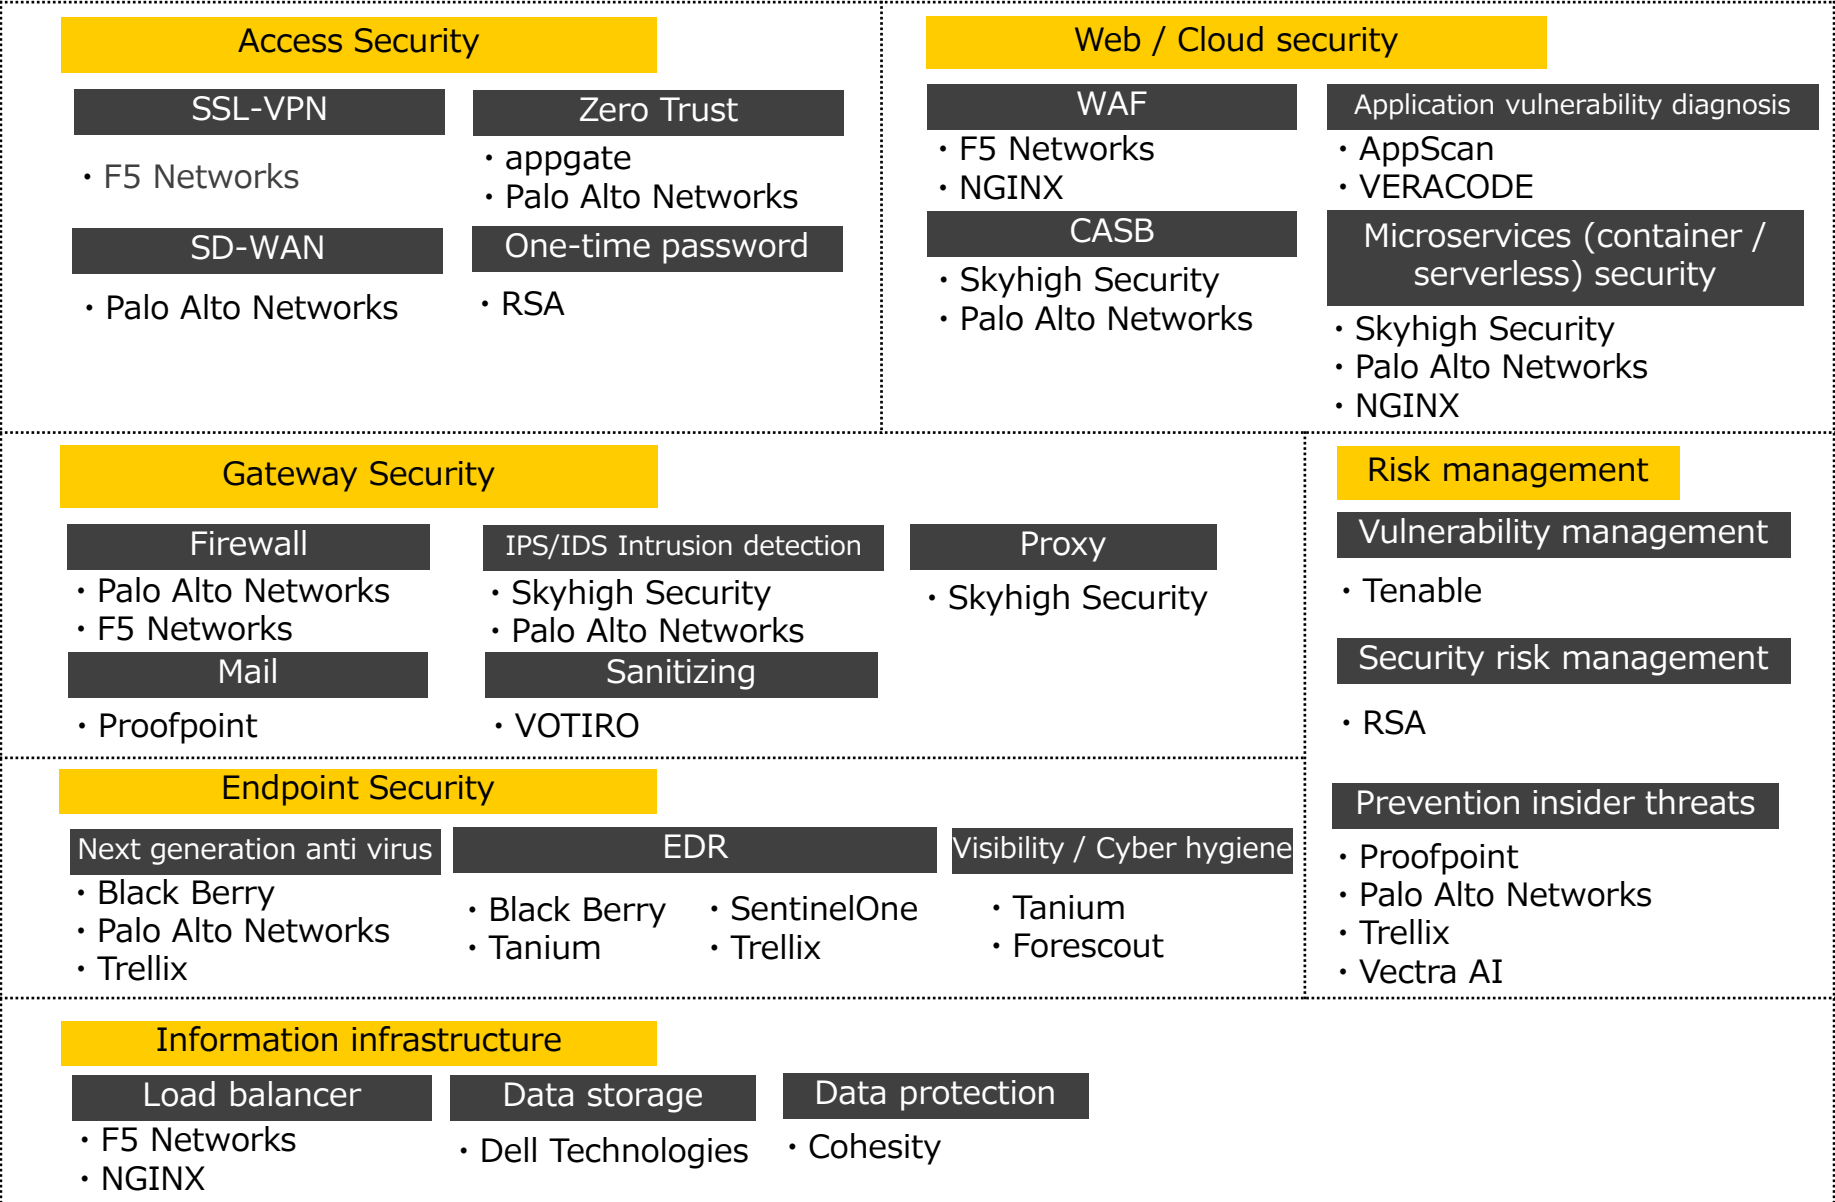 Access Security
SSL-VPN
・F5 Networks
Zero Trust
・appgate
・Palo Alto Networks
SD-WAN
・Palo Alto Networks
One-time password
・RSA
Web / Cloud security
WAF
・F5 Networks
・NGINX
Application vulnerability diagnosis
・AppScan
・VERACODE
CASB
・Skyhigh Security
・Palo Alto Networks
Microservices (container /
serverless) security
・Skyhigh Security
・Palo Alto Networks
・NGINX
Gateway Security
Firewall
・Palo Alto Networks
・F5 Networks
IPS/IDS Intrusion detection
・Skyhigh Security
・Palo Alto Networks
Proxy
・Skyhigh Security
Mail
・Proofpoint
Sanitizing
・VOTIRO
Risk management
Vulnerability management
・Tenable
Security risk management
・RSA
Prevention insider threats
・Proofpoint
・Palo Alto Networks
・Trellix
・Vectra AI
Endpoint Security
Next generation anti virus
・Black Berry
・Palo Alto Networks
・Trellix
EDR
・Black Berry
・Tanium
・SentinelOne
・Trellix
Visibility / Cyber hygiene
・Tanium
・Forescout
Information infrastructure
Load balancer
・F5 Networks
・NGINX
Data storage
・Dell Technologies
Data protection
・Cohesity